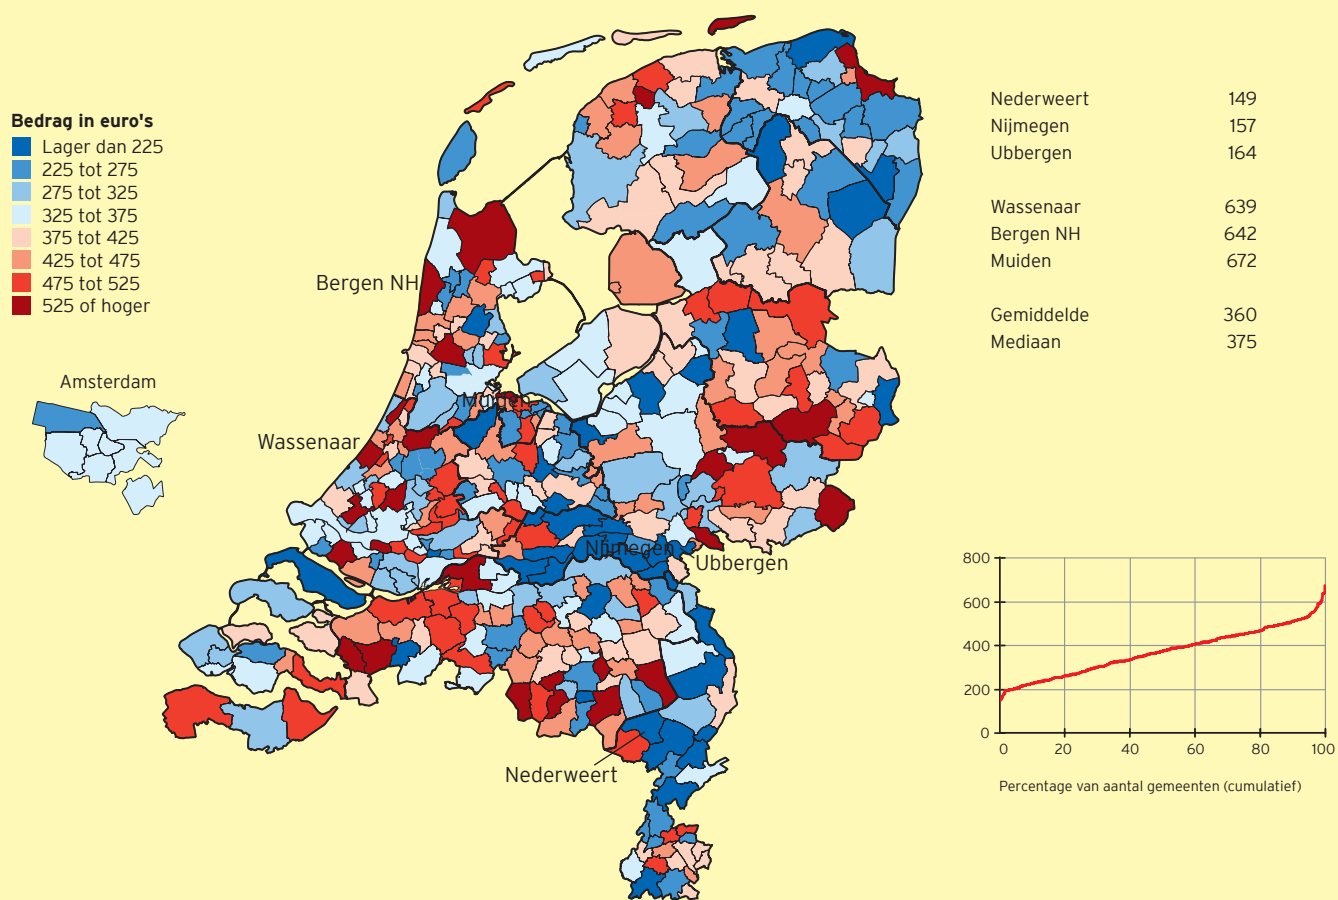 Bedrag in euro's
Lager dan 225
225 tot 275
275 tot 325
325 tot 375
375 tot 425
425 tot 475
475 tot 525
525 of hoger
Amsterdam
Bergen NH
Muiden
Wassenaar
Nijmegen
Ubbergen
Nederweert
Nederweert 149
Nijmegen 157
Ubbergen 164
Wassenaar 639
Bergen NH 642
Muiden 672
Gemiddelde 360
Mediaan 375
800
600
400
200
0
0 20 40 60 80 100
Percentage van aantal gemeenten (cumulatief)